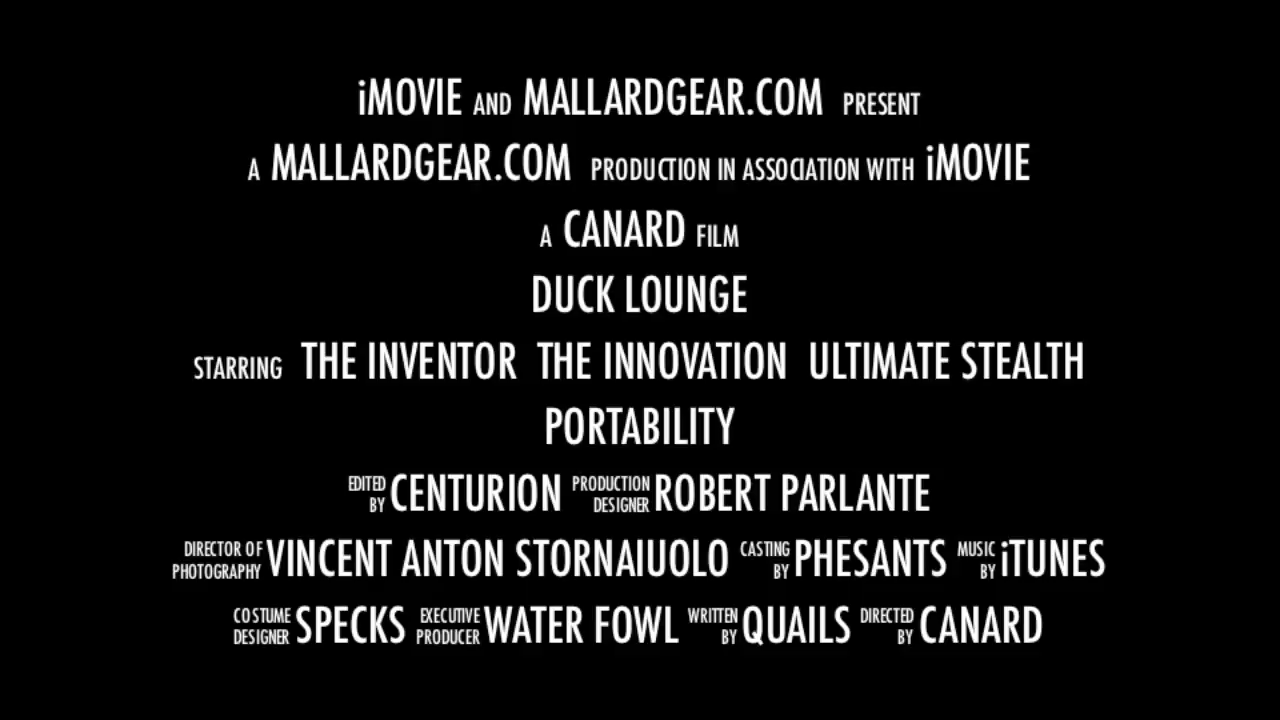 iMOVIE AND MALLARDGEAR.COM PRESENT
A MALLARDGEAR.COM PRODUCTION IN ASSOCIATION WITH iMOVIE
A CANARD FILM
DUCK LOUNGE
STARRING THE INVENTOR THE INNOVATION ULTIMATE STEALTH
PORTABILITY
EDITED BY CENTURION PRODUCTION DESIGNER ROBERT PARLANTE
DIRECTOR OF PHOTOGRAPHY VINCENT ANTON STORNAIUOLO CASTING BY PHESANTS MUSIC BY iTUNES
COSTUME DESIGNER SPECKS EXECUTIVE PRODUCER WATER FOWL WRITTEN BY QUAILS DIRECTED BY CANARD